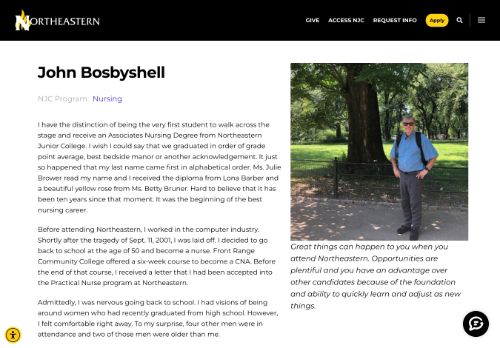 NORTHEASTERN
GIVE ACCESS NJC REQUEST INFO Apply
John Bosbyshell
NJC Program: Nursing
I have the distinction of being the very first student to walk across the
stage and receive an Associates Nursing Degree from Northeastern
Junior College. I wish I could say that we graduated in order of grade
point average, best bedside manor or another acknowledgement. It just
so happened that my last name came first in alphabetical order. Ms. Julie
Brower read my name and I received the diploma from Lona Barber and
a beautiful yellow rose from Ms. Betty Bruner. Hard to believe that it has
been ten years since that moment. It was the beginning of the best
nursing career.
Before attending Northeastern, I worked in the computer industry.
Shortly after the tragedy of Sept. 11, 2001, I was laid off. I decided to go
back to school at the age of 50 and become a nurse. Front Range
Community College offered a six-week course to become a CNA. Before
the end of that course, I received a letter that I had been accepted into
the Practical Nurse program at Northeastern.
Admittedly, I was nervous going back to school. I had visions of being
around women who had recently graduated from high school. However,
I felt comfortable right away. To my surprise, four other men were in
attendance and two of those men were older than me.
Great things can happen to you when you
attend Northeastern. Opportunities are
plentiful and you have an advantage over
other candidates because of the foundation
and ability to quickly learn and adjust as new
things.